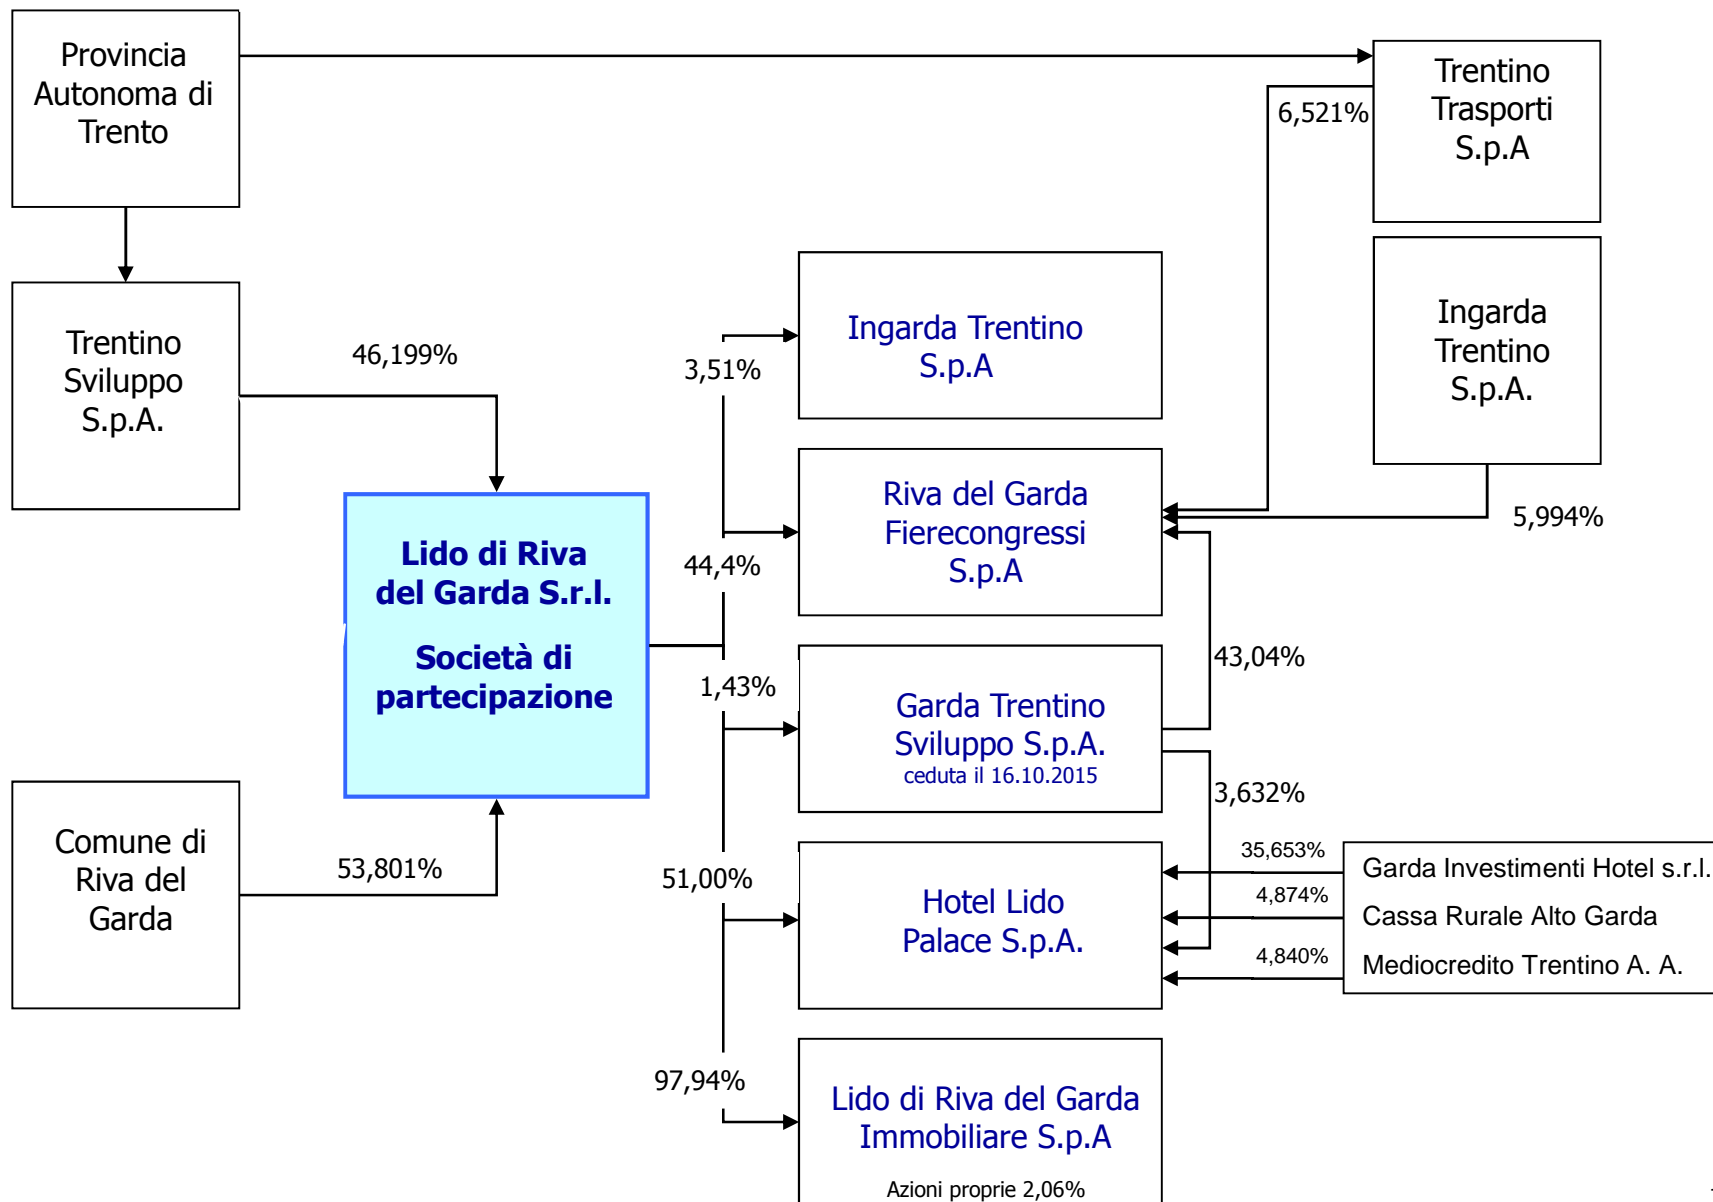 Provincia
Autonoma di
Trento
Trentino
Trasporti
S.p.A
6,521%
Trentino
Sviluppo
S.p.A.
46,199%
Ingarda Trentino
S.p.A
3,51%
Ingarda
Trentino
S.p.A.
5,994%
Riva del Garda
Fierecongressi
S.p.A
44,4%
Lido di Riva
del Garda S.r.l.
Società di
partecipazione
43,04%
1,43%
Garda Trentino
Sviluppo S.p.A.
ceduta il 16.10.2015
3,632%
Comune di
Riva del
Garda
53,801%
51,00%
Hotel Lido
Palace S.p.A.
35,653%
Garda Investimenti Hotel s.r.l.
4,874%
Cassa Rurale Alto Garda
4,840%
Mediocredito Trentino A. A.
97,94%
Lido di Riva del Garda
Immobiliare S.p.A
Azioni proprie 2,06%